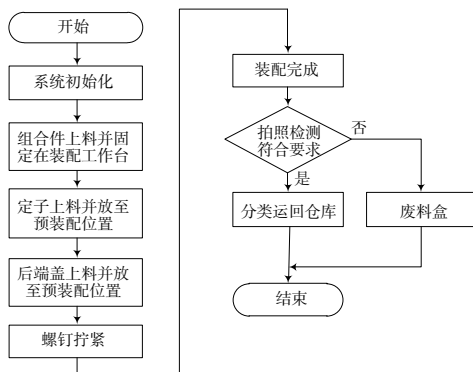 开始
系统初始化
组合件上料并固
定在装配工作台
定子上料并放至
预装配位置
后端盖上料并放
至预装配位置
螺钉拧紧
装配完成
拍照检测
符合要求
否
是
分类运回仓库
废料盒
结束